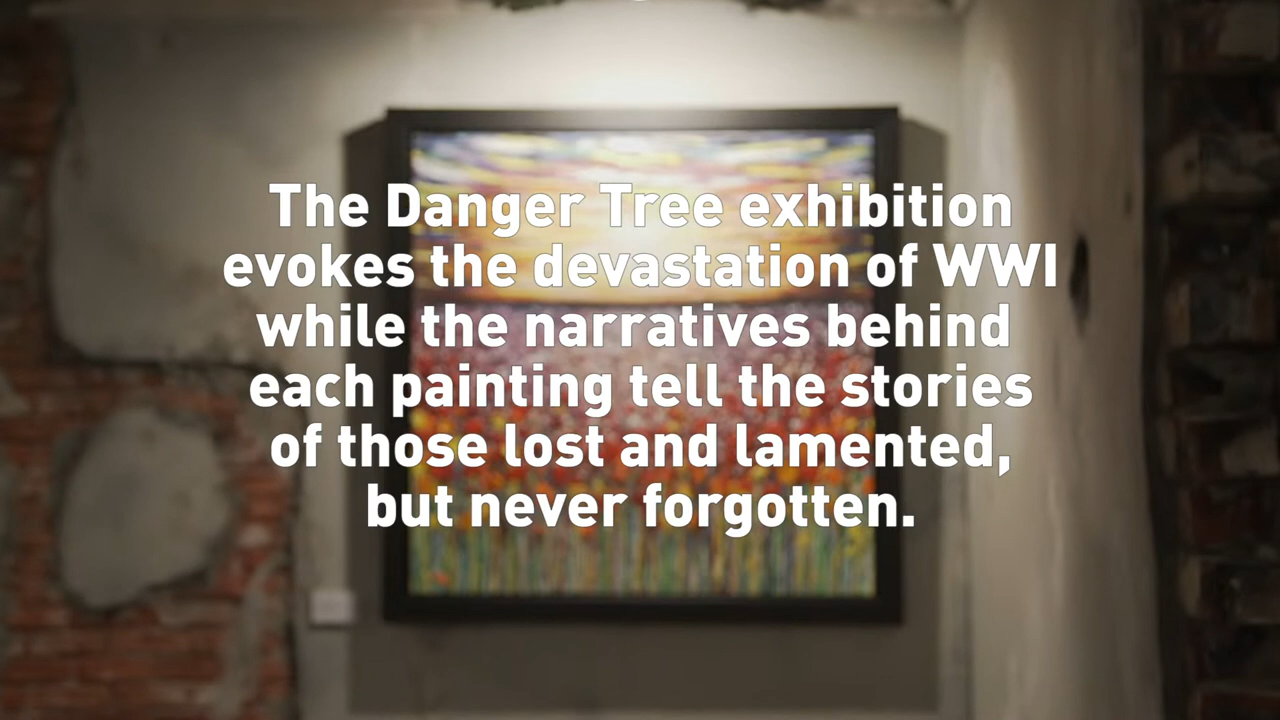 The Danger Tree exhibition
evokes the devastation of WWI
while the narratives behind
each painting tell the stories
of those lost and lamented,
but never forgotten.